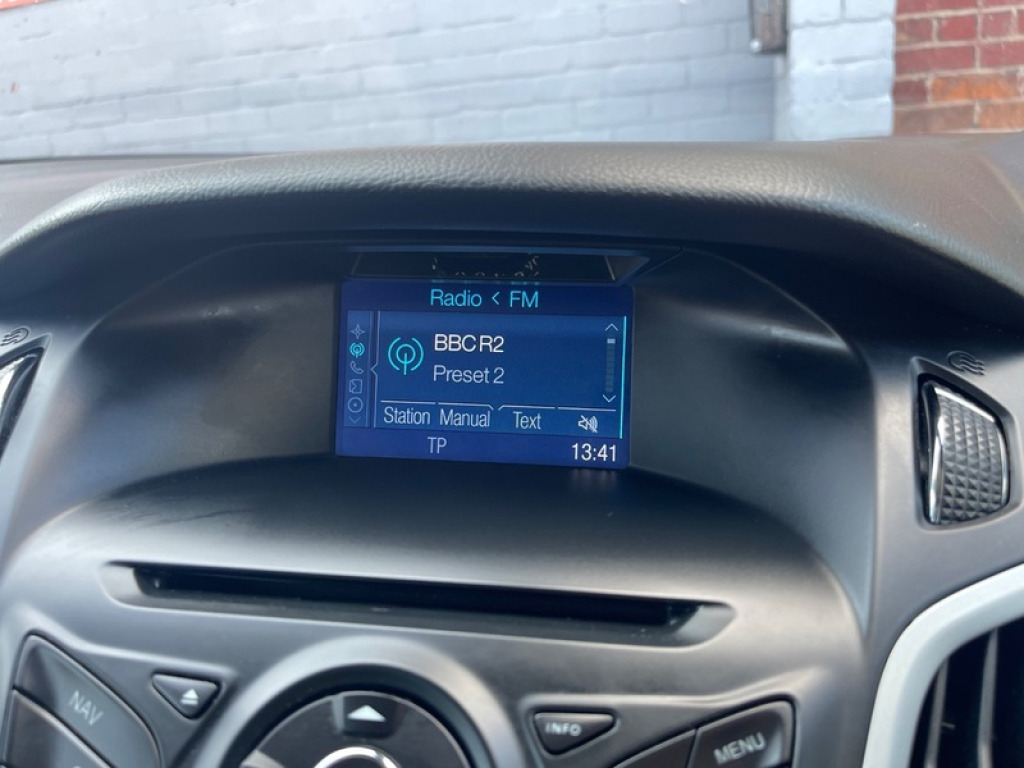 Radio < FM
BBC R2
Preset 2
Station Manual Text
TP 13:41
NAV
INFO
MENU